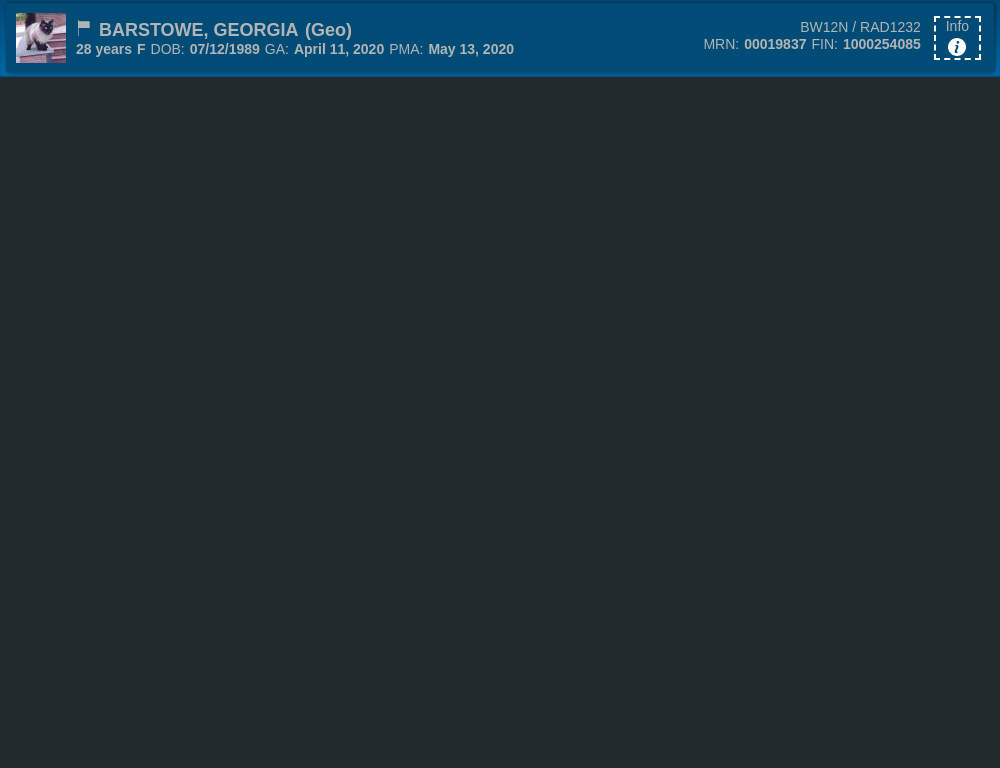 BARSTOWE, GEORGIA (Geo)
28 years F DOB: 07/12/1989 GA: April 11, 2020 PMA: May 13, 2020
BW12N / RAD1232
MRN: 00019837 FIN: 1000254085
Info
i